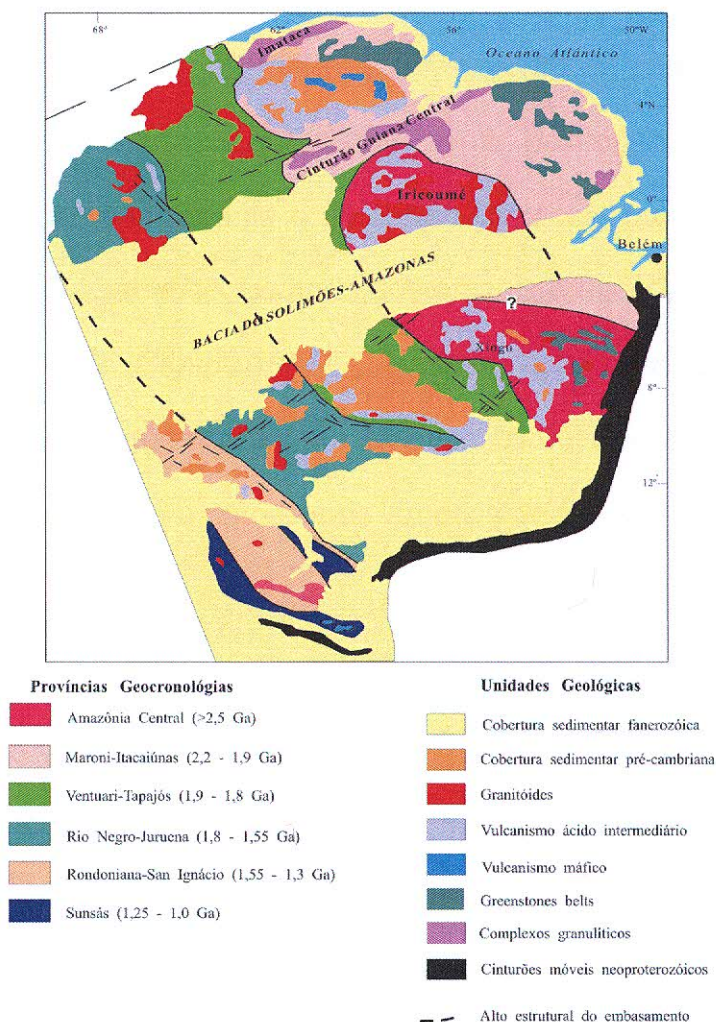 68°
62
56
50°W
Imataca
Oceano Atlântico
4°N
Cinturão Guiana Central
Iricoumé
0°
Belém
BACIA DO SOLIMÕES-AMAZONAS
?
Xingú
8°
12°
Províncias Geocronológias
Amazônia Central (>2,5 Ga)
Maroni-Itacaiúnas (2,2 - 1,9 Ga)
Ventuari-Tapajós (1,9 - 1,8 Ga)
Rio Negro-Juruena (1,8 - 1,55 Ga)
Rondoniana-San Ignácio (1,55 - 1,3 Ga)
Sunsás (1,25 - 1,0 Ga)
Unidades Geológicas
Cobertura sedimentar fanerozóica
Cobertura sedimentar pré-cambriana
Granitóides
Vulcanismo ácido intermediário
Vulcanismo máfico
Greenstones belts
Complexos granulíticos
Cinturões móveis neoproterozóicos
Alto estrutural do embasamento